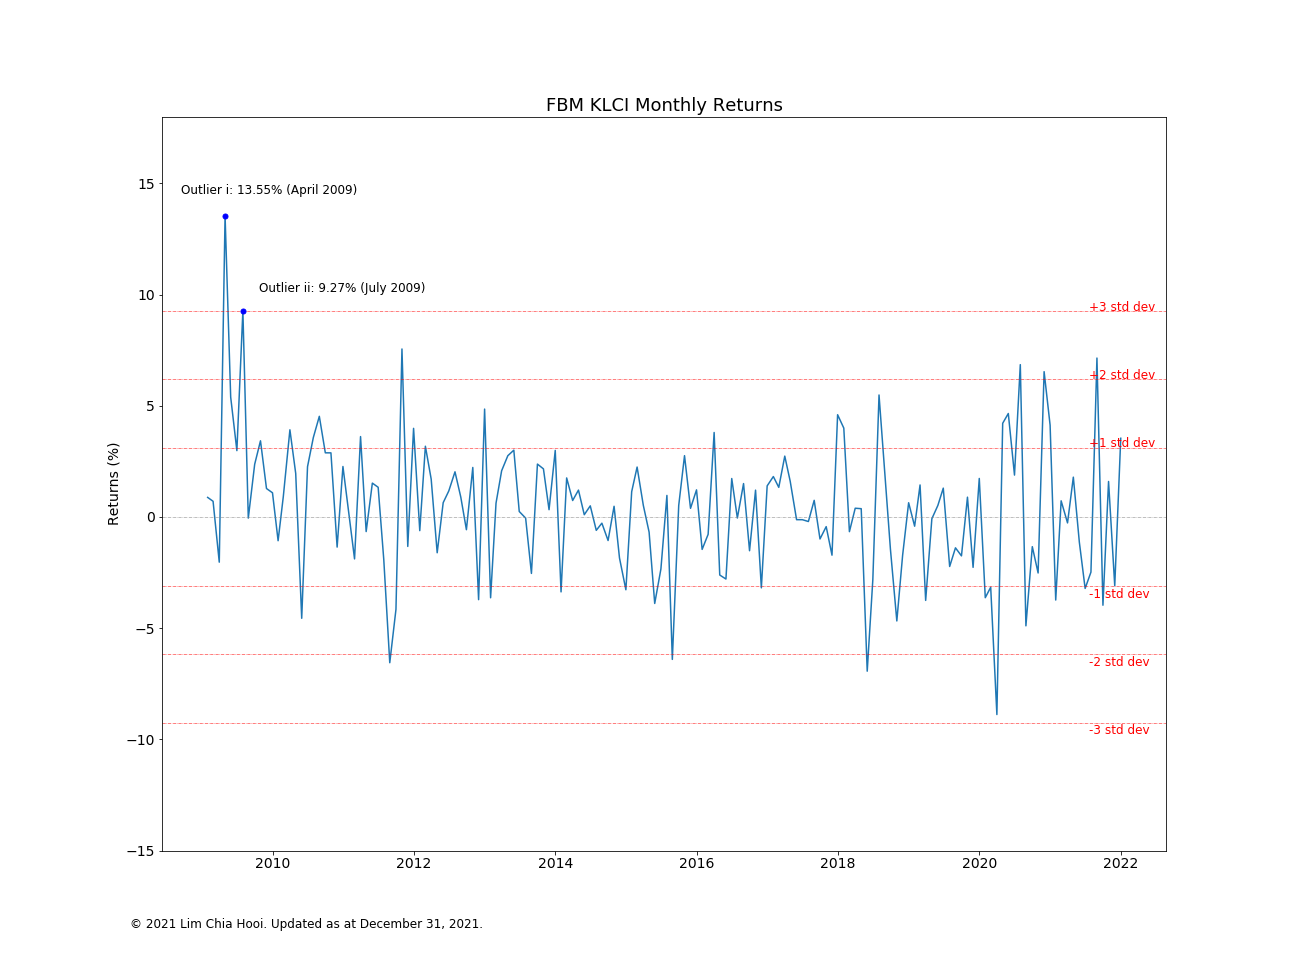 FBM KLCI Monthly Returns
Outlier i: 13.55% (April 2009)
Outlier ii: 9.27% (July 2009)
+3 std dev
+2 std dev
+1 std dev
-1 std dev
-2 std dev
-3 std dev
Returns (%)
15
10
5
0
−5
−10
−15
2010
2012
2014
2016
2018
2020
2022
© 2021 Lim Chia Hooi. Updated as at December 31, 2021.